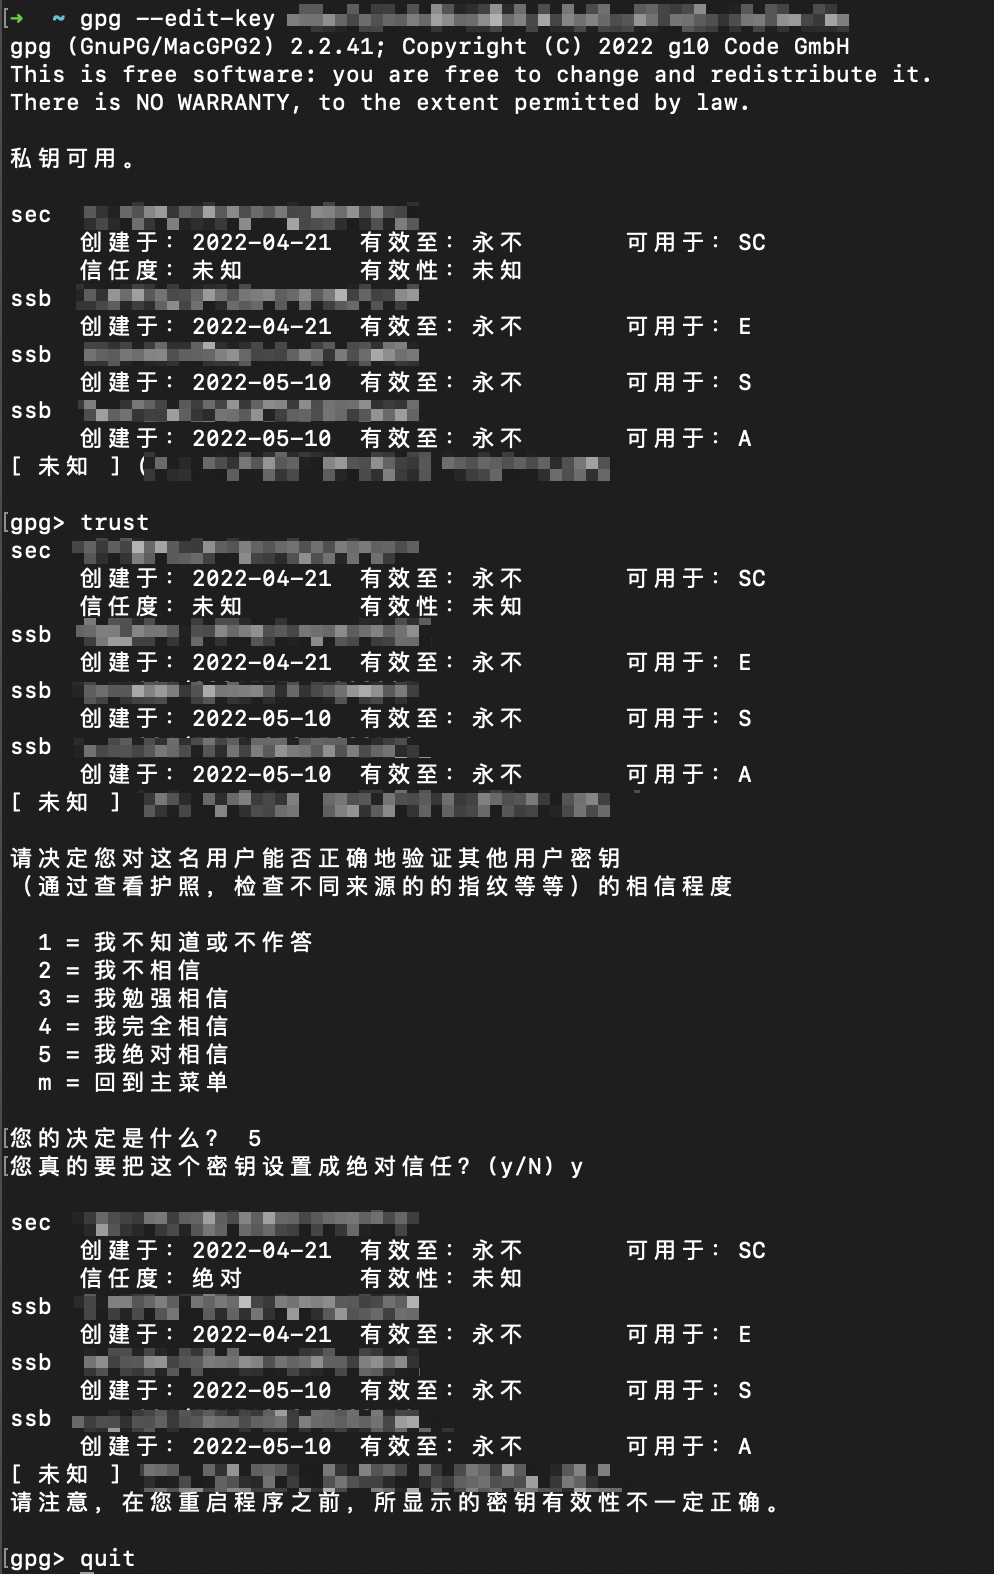 ➜ ~ gpg --edit-key
gpg (GnuPG/MacGPG2) 2.2.41; Copyright (C) 2022 g10 Code GmbH
This is free software: you are free to change and redistribute it.
There is NO WARRANTY, to the extent permitted by law.
私钥可用。
sec
创建于：2022-04-21 有效至：永不 可用于：SC
信任度：未知 有效性：未知
ssb
创建于：2022-04-21 有效至：永不 可用于：E
ssb
创建于：2022-05-10 有效至：永不 可用于：S
ssb
创建于：2022-05-10 有效至：永不 可用于：A
[ 未知 ] (
gpg> trust
sec
创建于：2022-04-21 有效至：永不 可用于：SC
信任度：未知 有效性：未知
ssb
创建于：2022-04-21 有效至：永不 可用于：E
ssb
创建于：2022-05-10 有效至：永不 可用于：S
ssb
创建于：2022-05-10 有效至：永不 可用于：A
[ 未知 ]
请决定您对这名用户能否正确地验证其他用户密钥
（通过查看护照，检查不同来源的的指纹等等）的相信程度
1 = 我不知道或不作答
2 = 我不相信
3 = 我勉强相信
4 = 我完全相信
5 = 我绝对相信
m = 回到主菜单
您的决定是什么？ 5
您真的要把这个密钥设置成绝对信任？(y/N) y
sec
创建于：2022-04-21 有效至：永不 可用于：SC
信任度：绝对 有效性：未知
ssb
创建于：2022-04-21 有效至：永不 可用于：E
ssb
创建于：2022-05-10 有效至：永不 可用于：S
ssb
创建于：2022-05-10 有效至：永不 可用于：A
[ 未知 ]
请注意，在您重启程序之前，所显示的密钥有效性不一定正确。
gpg> quit